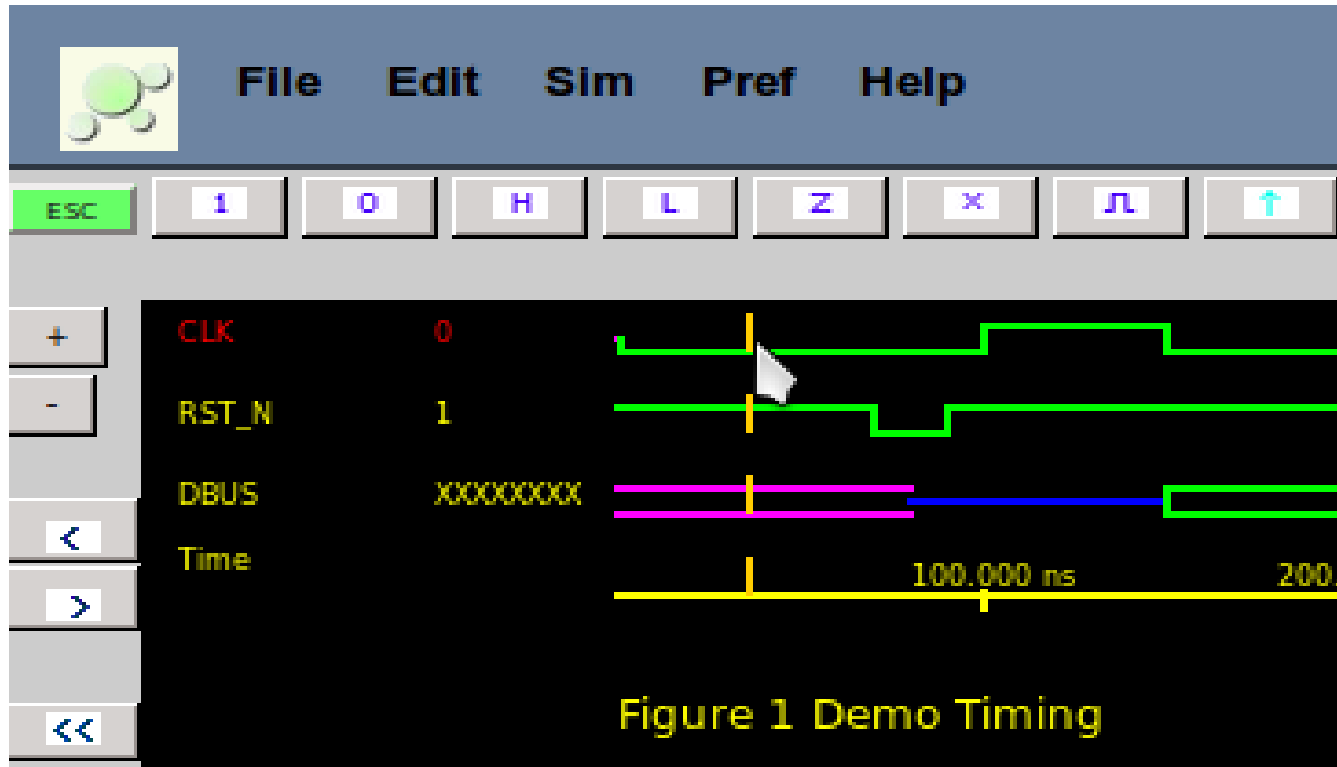 File Edit Sim Pref Help
ESC 1 0 H L Z X
+
CLK 0
-
RST_N 1
DBUS XXXXXXXX
<
Time
100.000 ns 200.
>
Figure 1 Demo Timing
<<